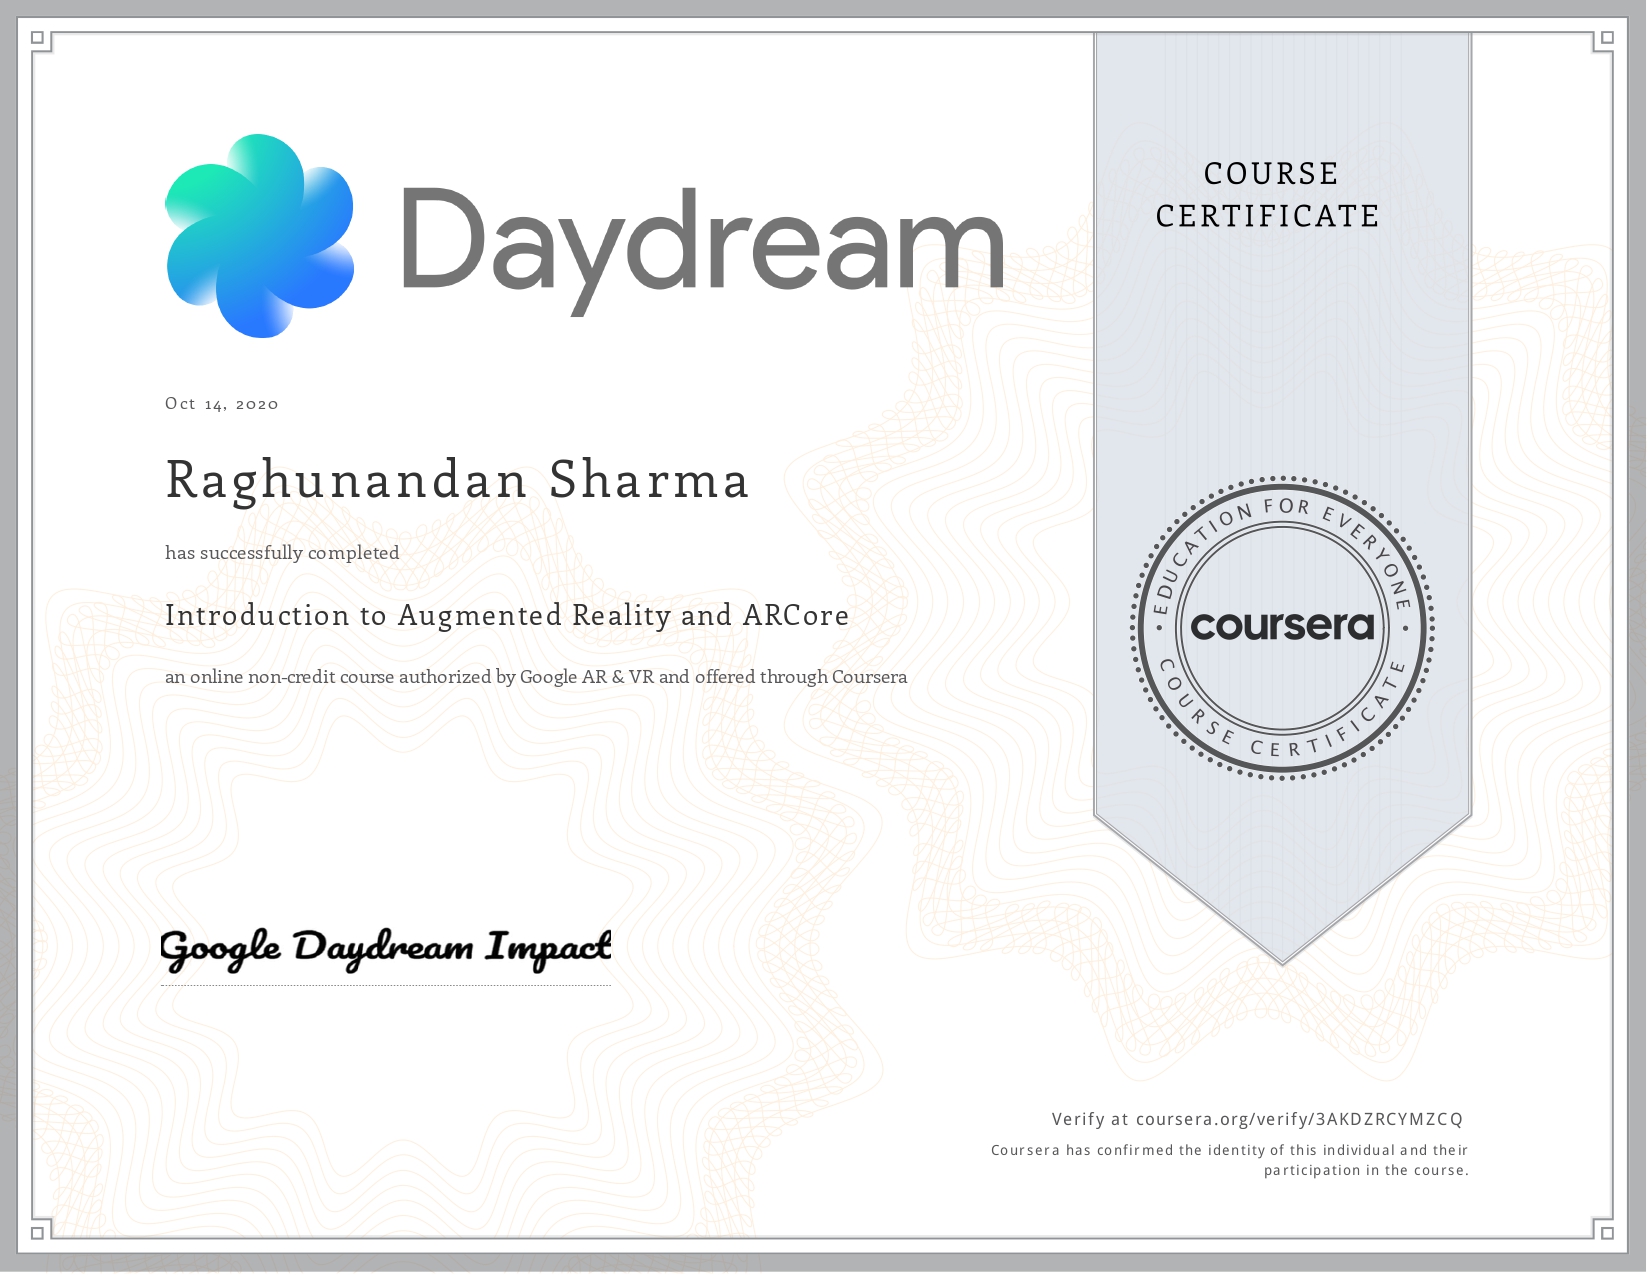 Daydream
COURSE
CERTIFICATE
Oct 14, 2020
Raghunandan Sharma
has successfully completed
Introduction to Augmented Reality and ARCore
an online non-credit course authorized by Google AR & VR and offered through Coursera
EDUCATION FOR EVERYONE
coursera
COURSE CERTIFICATE
Google Daydream Impact
Verify at coursera.org/verify/3AKDZRCYMZCQ
Coursera has confirmed the identity of this individual and their
participation in the course.